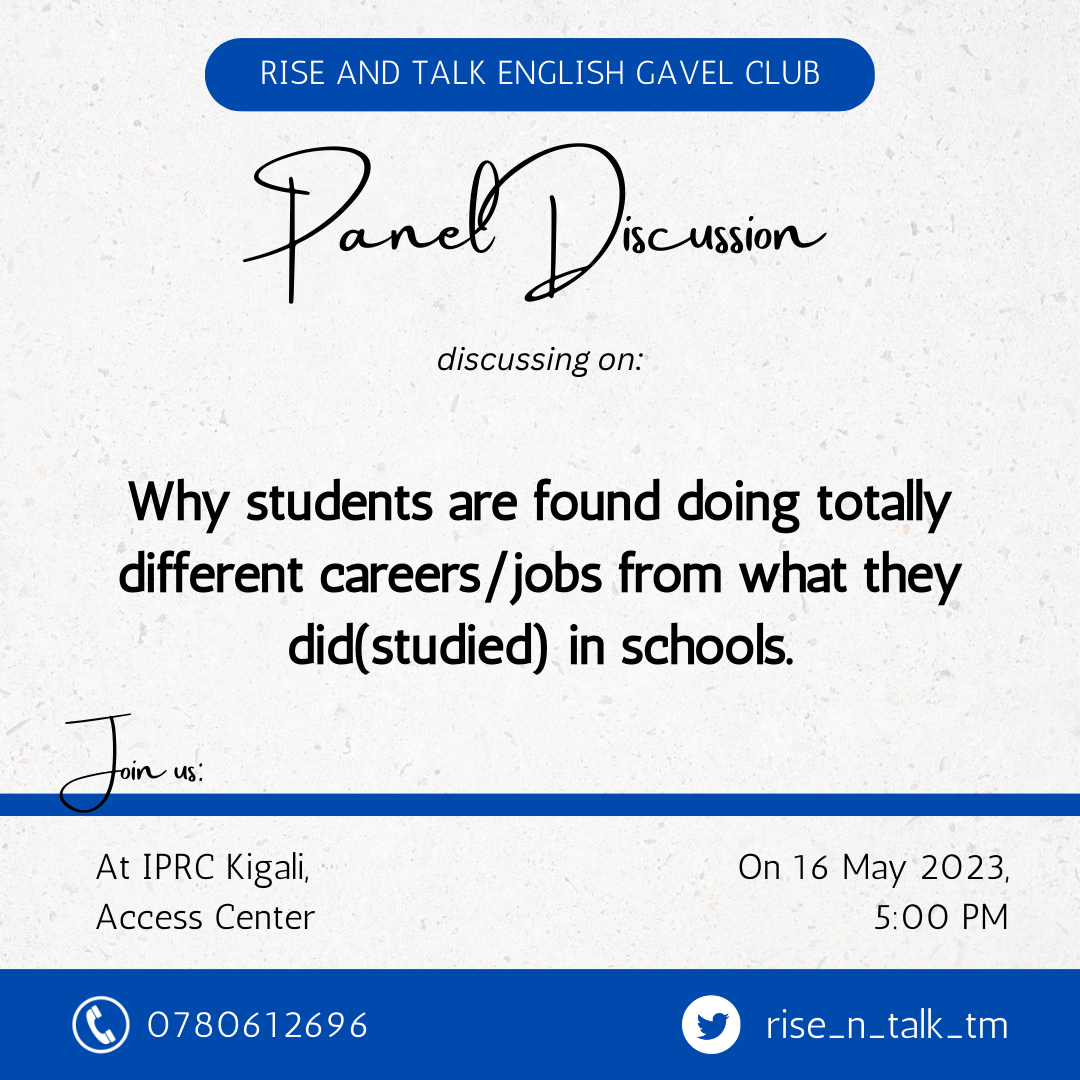 RISE AND TALK ENGLISH GAVEL CLUB
Panel Discussion
discussing on:
Why students are found doing totally
different careers/jobs from what they
did(studied) in schools.
Join us:
At IPRC Kigali,
Access Center
On 16 May 2023,
5:00 PM
0780612696
rise_n_talk_tm